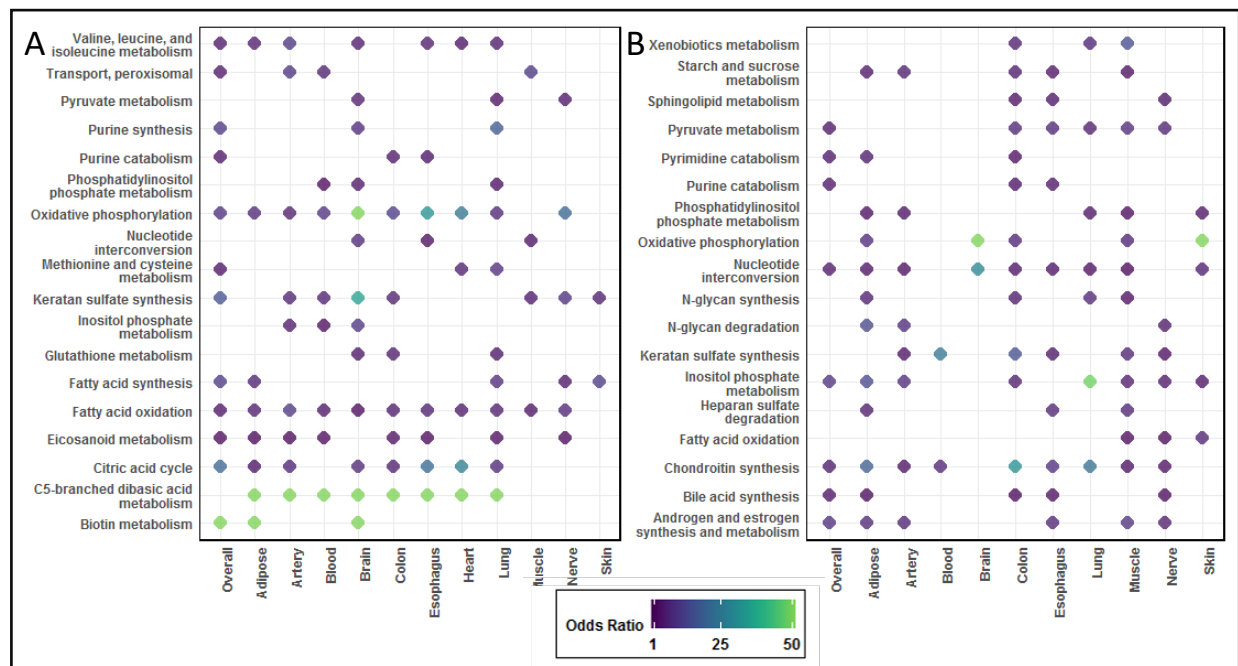 A
Valine, leucine, and
isoleucine metabolism
Transport, peroxisomal
Pyruvate metabolism
Purine synthesis
Purine catabolism
Phosphatidylinositol
phosphate metabolism
Oxidative phosphorylation
Nucleotide
interconversion
Methionine and cysteine
metabolism
Keratan sulfate synthesis
Inositol phosphate
metabolism
Glutathione metabolism
Fatty acid synthesis
Fatty acid oxidation
Eicosanoid metabolism
Citric acid cycle
C5-branched dibasic acid
metabolism
Biotin metabolism
Overall
Adipose
Artery
Blood
Brain
Colon
Esophagus
Heart
Lung
Muscle
Nerve
Skin
B
Xenobiotics metabolism
Starch and sucrose
metabolism
Sphingolipid metabolism
Pyruvate metabolism
Pyrimidine catabolism
Purine catabolism
Phosphatidylinositol
phosphate metabolism
Oxidative phosphorylation
Nucleotide
interconversion
N-glycan synthesis
N-glycan degradation
Keratan sulfate synthesis
Inositol phosphate
metabolism
Heparan sulfate
degradation
Fatty acid oxidation
Chondroitin synthesis
Bile acid synthesis
Androgen and estrogen
synthesis and metabolism
Overall
Adipose
Artery
Blood
Brain
Colon
Esophagus
Lung
Muscle
Nerve
Skin
Odds Ratio
1 25 50